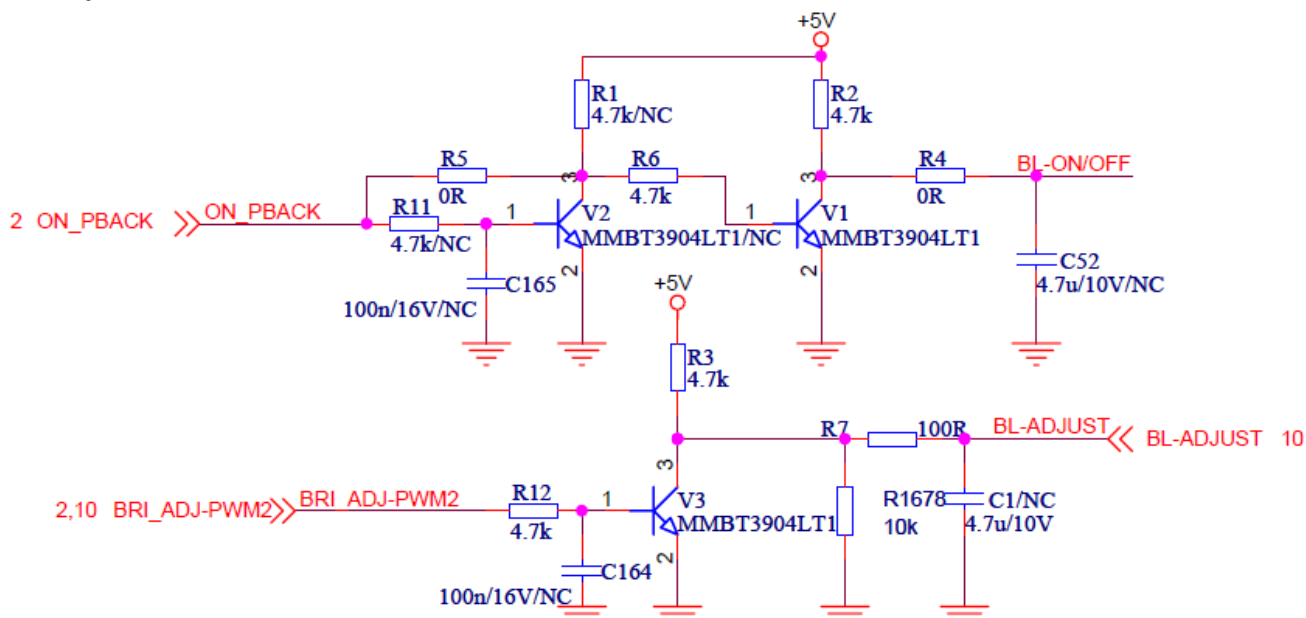 +5V
R1
4.7k/NC
R2
4.7k
R5
0R
3
R6
4.7k
3
R4
0R
BL-ON/OFF
2 ON_PBACK
ON_PBACK
R11
4.7k/NC
1
V2
MMBT3904LT1/NC
1
V1
MMBT3904LT1
2
2
C165
100n/16V/NC
C52
4.7u/10V/NC
+5V
R3
4.7k
R7
100R
BL-ADJUST
BL-ADJUST 10
3
2,10 BRI_ADJ-PWM2
BRI ADJ-PWM2
R12
4.7k
1
V3
MMBT3904LT1
R1678
10k
C1/NC
4.7u/10V
2
C164
100n/16V/NC